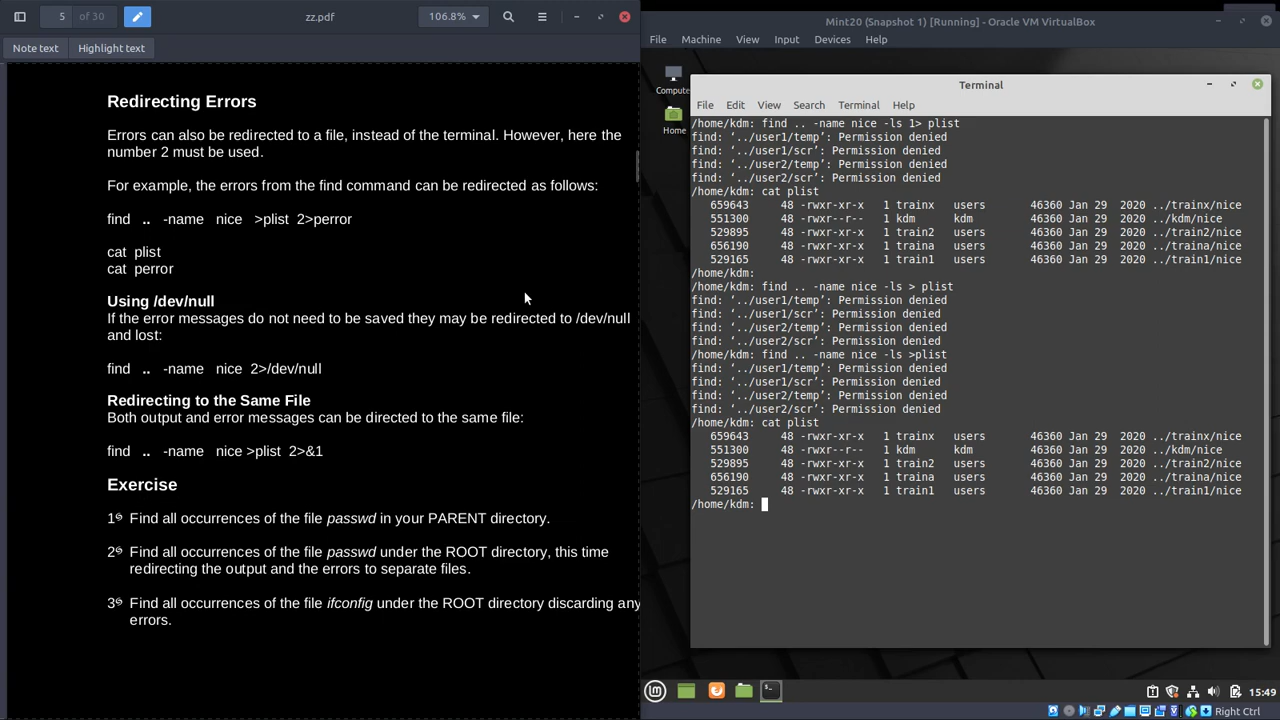 5 of 30
zz.pdf
106.8%
Note text
Highlight text
Redirecting Errors
Errors can also be redirected to a file, instead of the terminal. However, here the
number 2 must be used.
For example, the errors from the find command can be redirected as follows:
find .. -name nice >plist 2>perror
cat plist
cat perror
Using /dev/null
If the error messages do not need to be saved they may be redirected to /dev/null
and lost:
find .. -name nice 2>/dev/null
Redirecting to the Same File
Both output and error messages can be directed to the same file:
find .. -name nice >plist 2>&1
Exercise
1 Find all occurrences of the file passwd in your PARENT directory.
2 Find all occurrences of the file passwd under the ROOT directory, this time
redirecting the output and the errors to separate files.
3 Find all occurrences of the file ifconfig under the ROOT directory discarding any
errors.
Mint20 (Snapshot 1) [Running] - Oracle VM VirtualBox
File Machine View Input Devices Help
Compute
Home
Terminal
File Edit View Search Terminal Help
/home/kdm: find .. -name nice -ls 1> plist
find: ‘../user1/temp’: Permission denied
find: ‘../user1/scr’: Permission denied
find: ‘../user2/temp’: Permission denied
find: ‘../user2/scr’: Permission denied
/home/kdm: cat plist
659643 48 -rwxr-xr-x 1 trainx users 46360 Jan 29 2020 ../trainx/nice
551300 48 -rwxr--r-- 1 kdm kdm 46360 Jan 29 2020 ../kdm/nice
529895 48 -rwxr-xr-x 1 train2 users 46360 Jan 29 2020 ../train2/nice
656190 48 -rwxr-xr-x 1 traina users 46360 Jan 29 2020 ../traina/nice
529165 48 -rwxr-xr-x 1 train1 users 46360 Jan 29 2020 ../train1/nice
/home/kdm:
/home/kdm: find .. -name nice -ls > plist
find: ‘../user1/temp’: Permission denied
find: ‘../user1/scr’: Permission denied
find: ‘../user2/temp’: Permission denied
find: ‘../user2/scr’: Permission denied
/home/kdm: find .. -name nice -ls >plist
find: ‘../user1/temp’: Permission denied
find: ‘../user1/scr’: Permission denied
find: ‘../user2/temp’: Permission denied
find: ‘../user2/scr’: Permission denied
/home/kdm: cat plist
659643 48 -rwxr-xr-x 1 trainx users 46360 Jan 29 2020 ../trainx/nice
551300 48 -rwxr--r-- 1 kdm kdm 46360 Jan 29 2020 ../kdm/nice
529895 48 -rwxr-xr-x 1 train2 users 46360 Jan 29 2020 ../train2/nice
656190 48 -rwxr-xr-x 1 traina users 46360 Jan 29 2020 ../traina/nice
529165 48 -rwxr-xr-x 1 train1 users 46360 Jan 29 2020 ../train1/nice
/home/kdm:
15:49
Right Ctrl